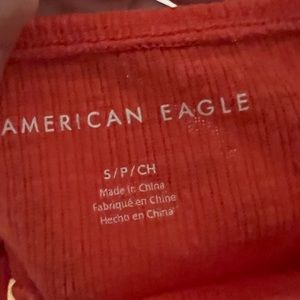 AMERICAN EAGLE
S/P/CH
Made in China
Fabriqué en Chine
Hecho en China